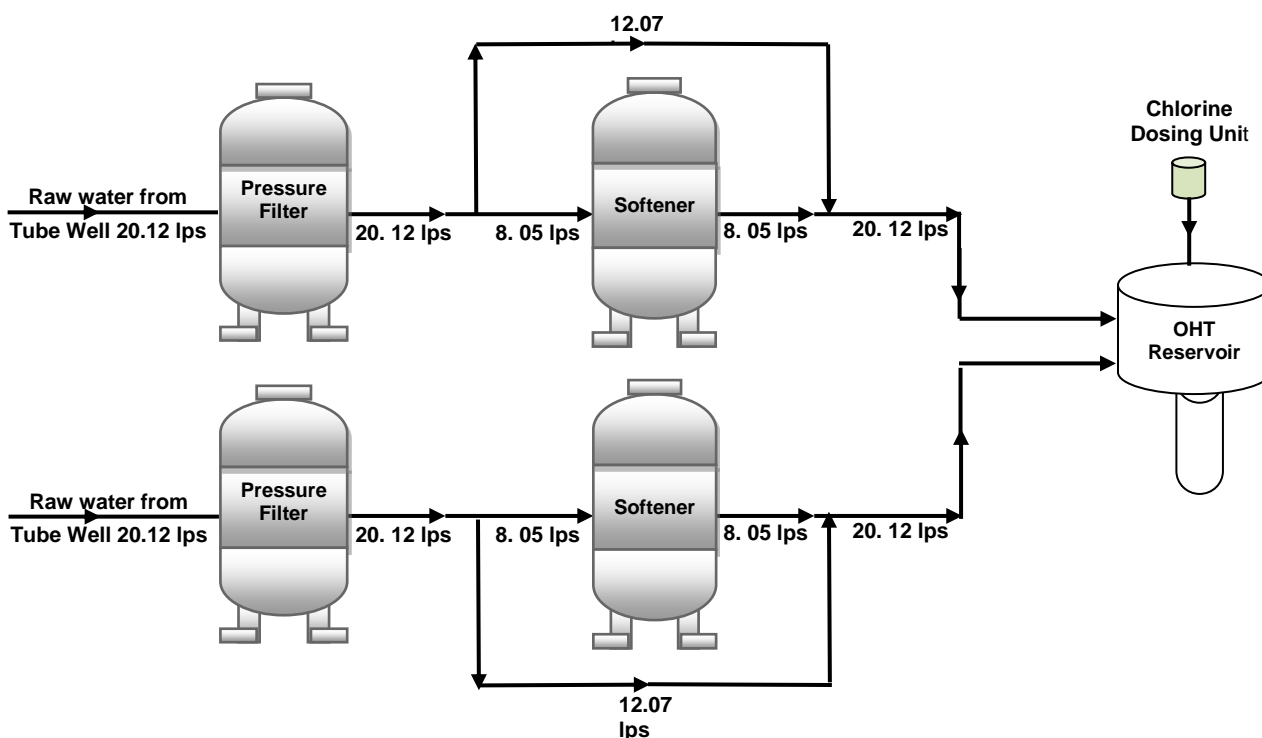 12.07
Chlorine
Dosing Unit
Raw water from
Tube Well 20.12 lps
Pressure
Filter
20. 12 lps
8. 05 lps
Softener
8. 05 lps
20. 12 lps
OHT
Reservoir
Raw water from
Tube Well 20.12 lps
Pressure
Filter
20. 12 lps
8. 05 lps
Softener
8. 05 lps
20. 12 lps
12.07
lps